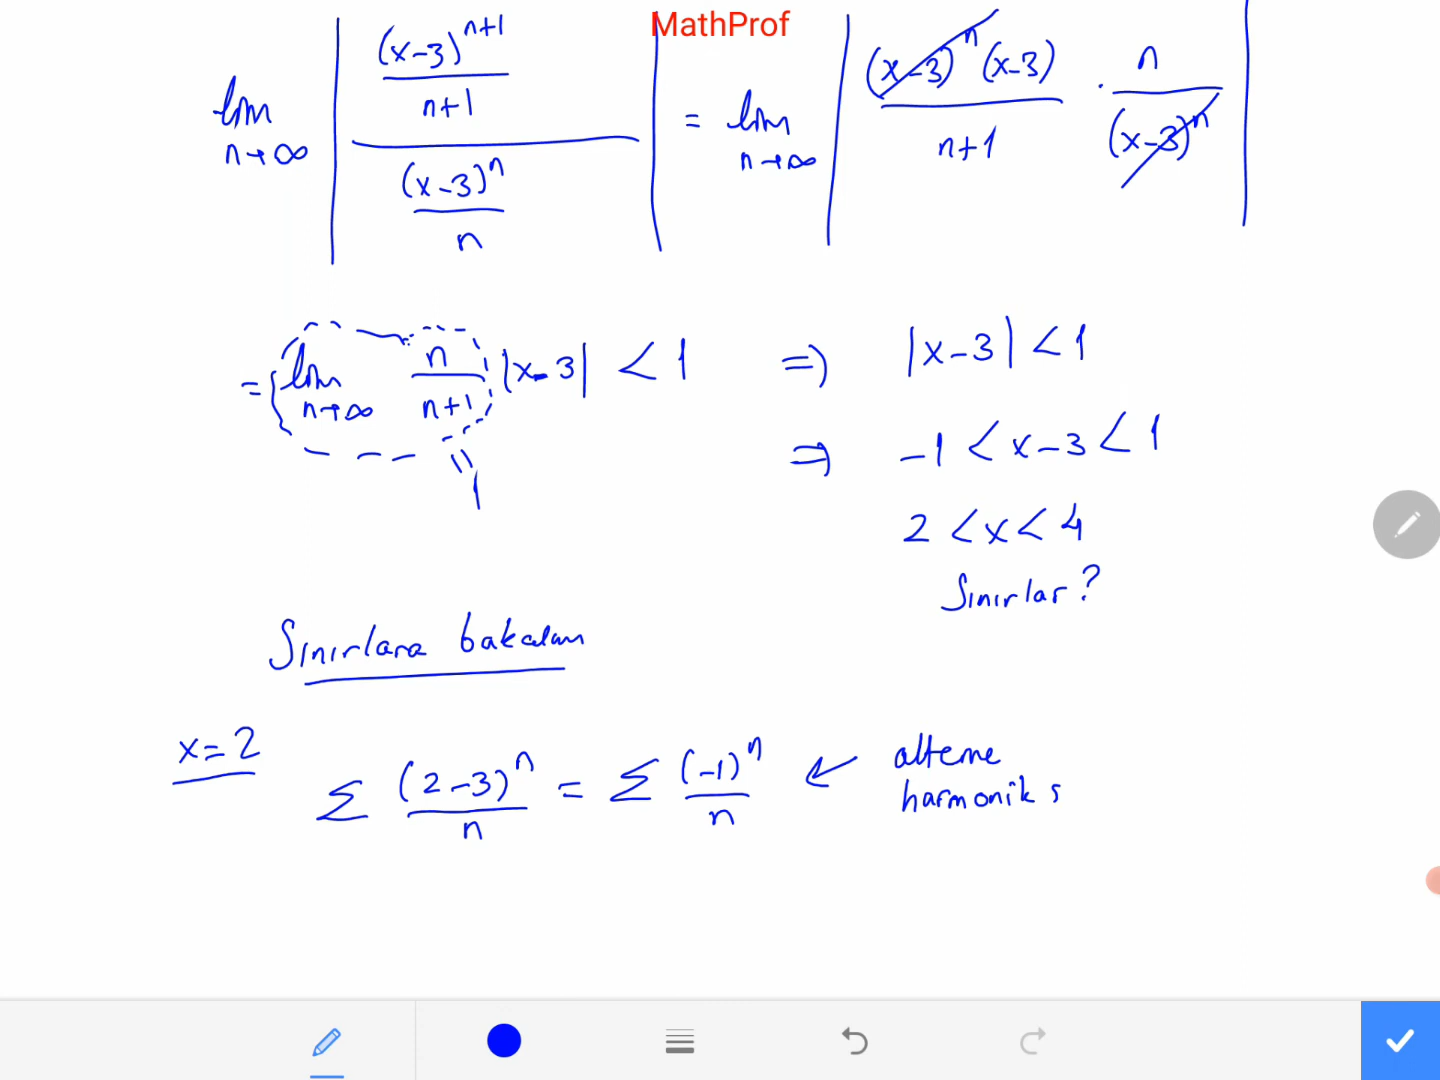 MathProf
lim n→∞ | ((x-3)^(n+1) / (n+1)) / ((x-3)^n / n) | = lim n→∞ | ((x-3)^n (x-3)) / (n+1) · n / (x-3)^n |
= lim n→∞ n / (n+1) |x-3| < 1 ⇒ |x-3| < 1
= 1
⇒ -1 < x-3 < 1
2 < x < 4
Sınırlar?
Sınırlara bakalım
x=2
Σ (2-3)^n / n = Σ (-1)^n / n ← alterne
harmonik s